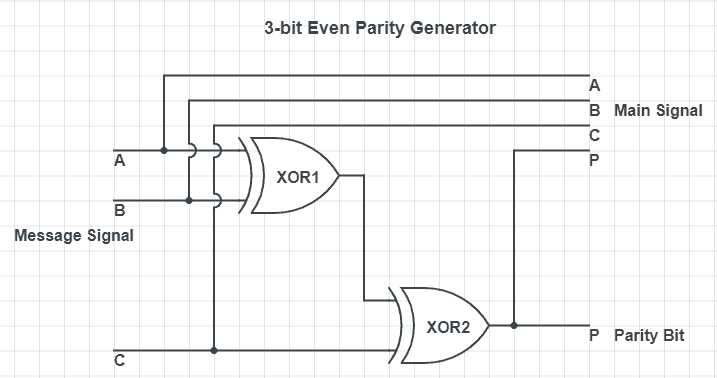 3-bit Even Parity Generator
A
B Main Signal
C
P
A
XOR1
B
Message Signal
XOR2
P Parity Bit
C